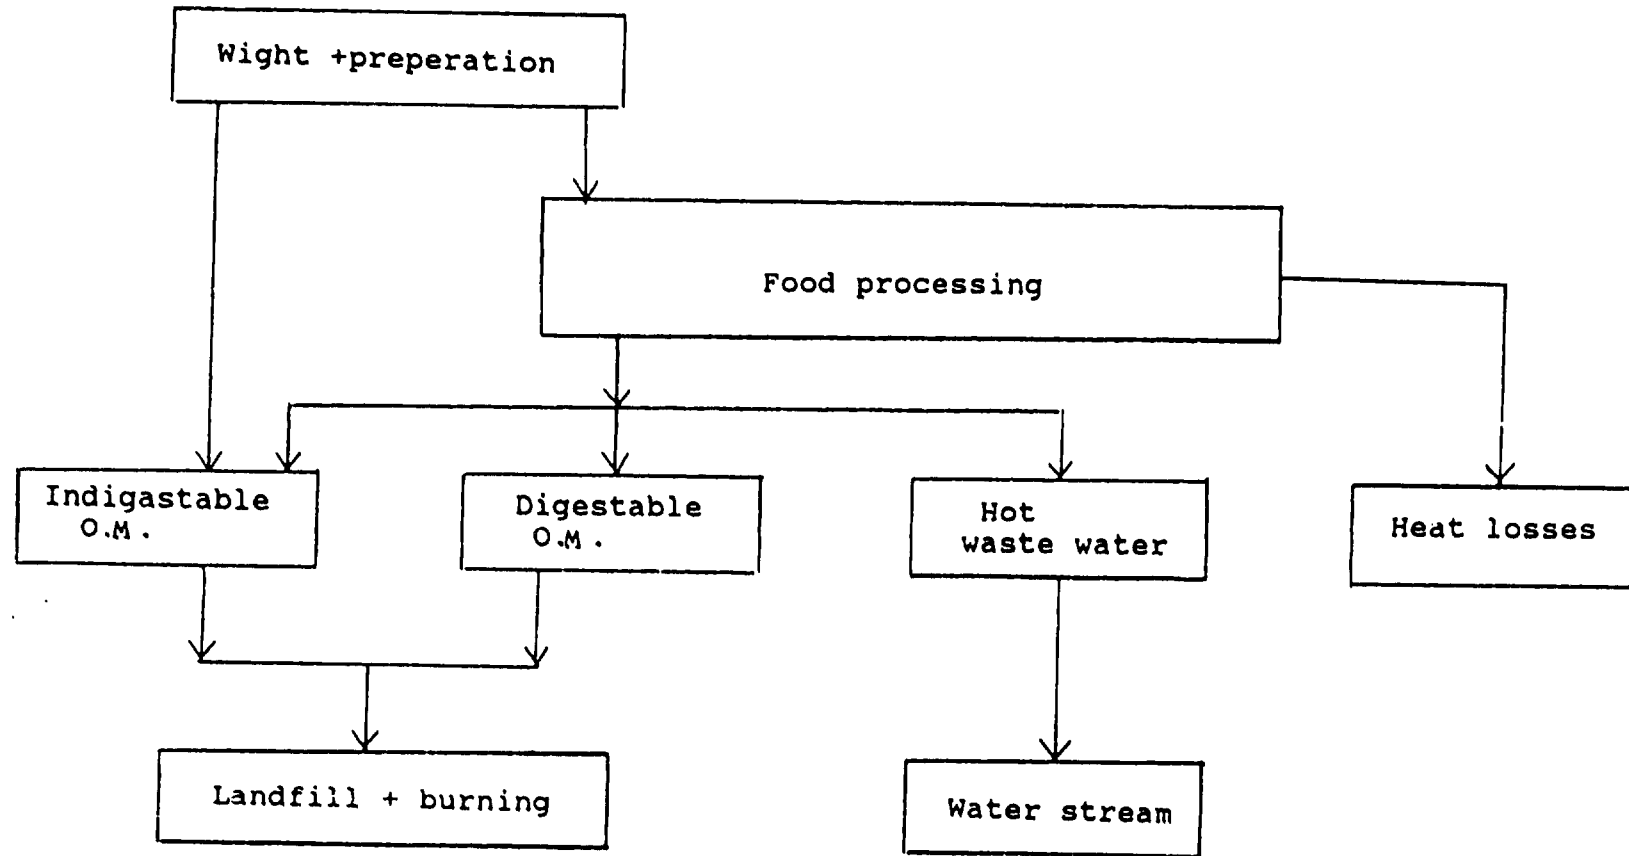 Wight +preperation
Food processing
Indigastable
O.M.
Digestable
O.M.
Hot
waste water
Heat losses
Landfill + burning
Water stream